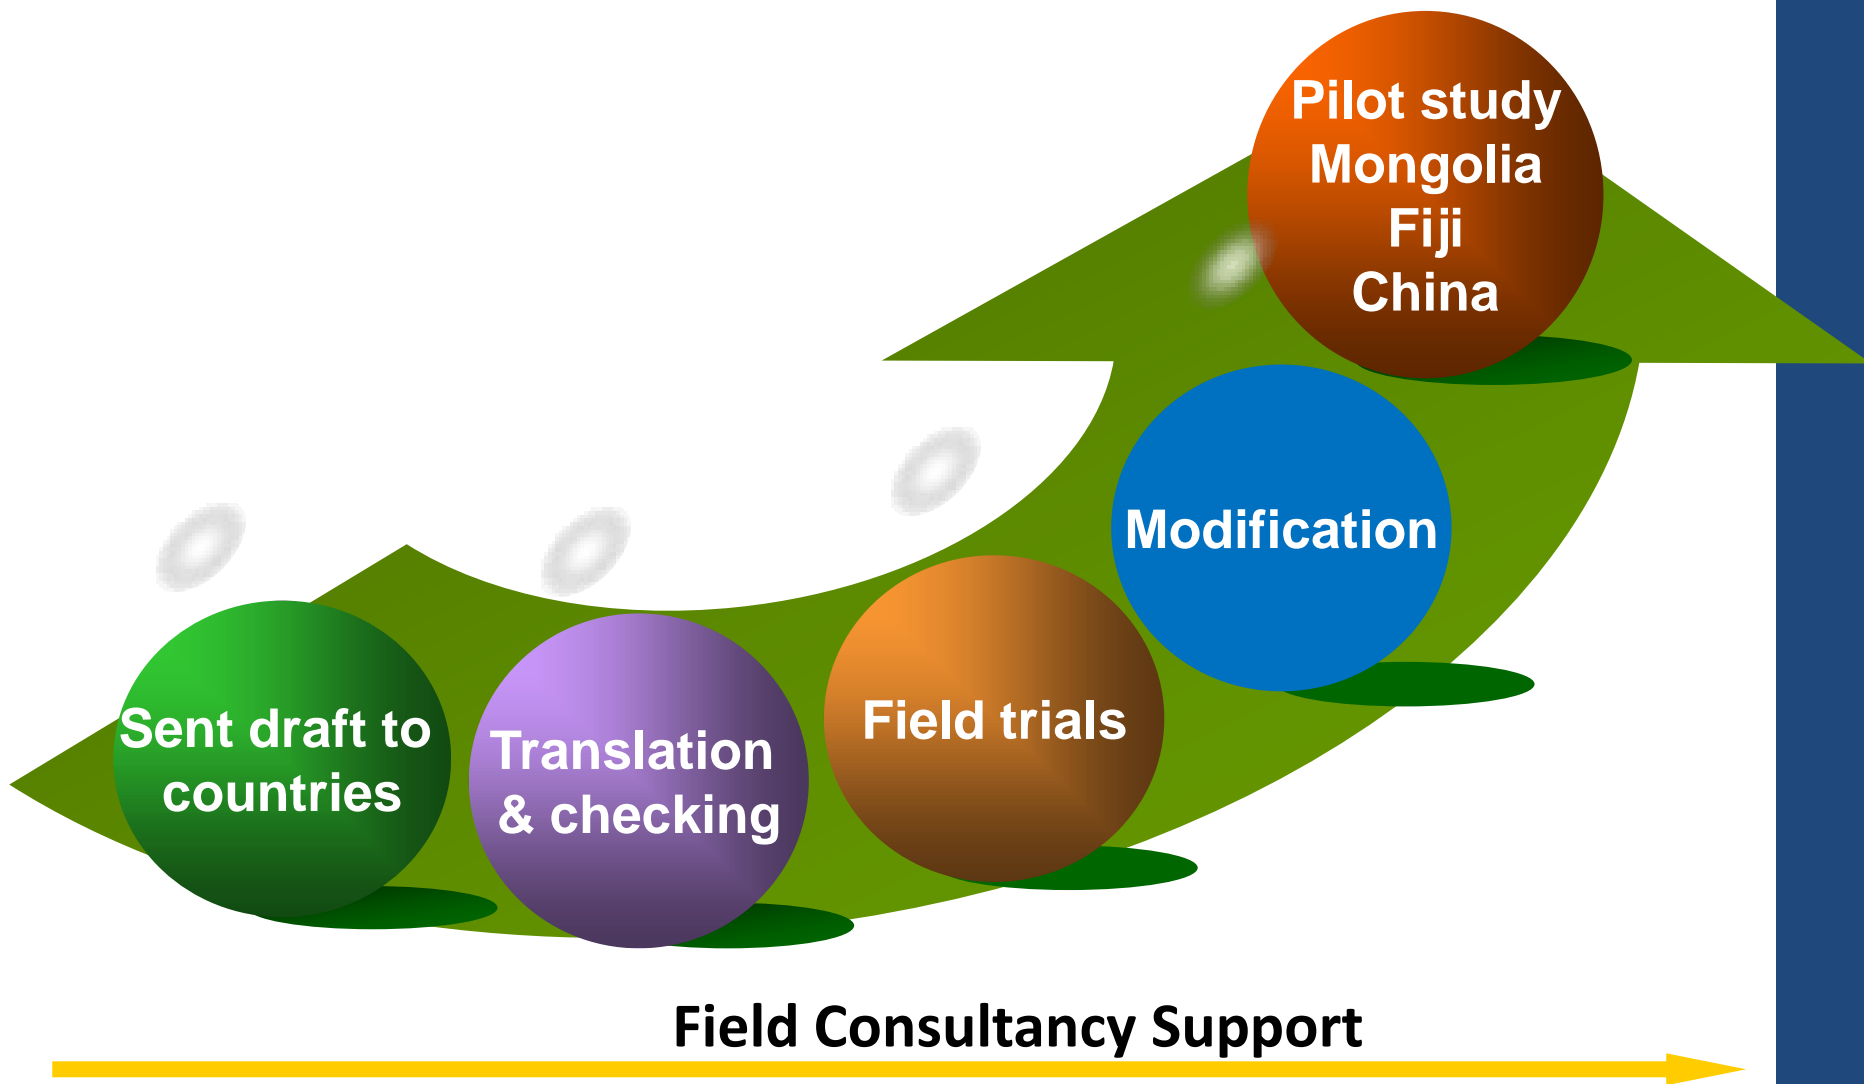 Pilot study
Mongolia
Fiji
China
Modification
Field trials
Translation
& checking
Sent draft to
countries
Field Consultancy Support